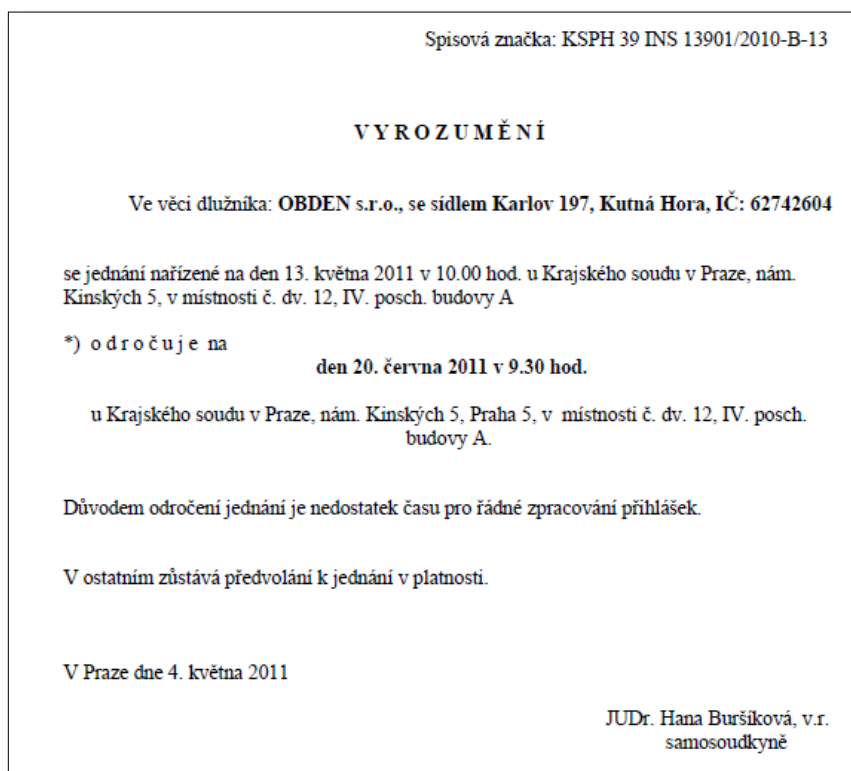 Spisová značka: KSPH 39 INS 13901/2010-B-13
V Y R O Z U M Ě N Í
Ve věci dlužníka: OBDEN s.r.o., se sídlem Karlov 197, Kutná Hora, IČ: 62742604
se jednání nařízené na den 13. května 2011 v 10.00 hod. u Krajského soudu v Praze, nám.
Kinských 5, v místnosti č. dv. 12, IV. posch. budovy A
*) o d r o č u j e na
den 20. června 2011 v 9.30 hod.
u Krajského soudu v Praze, nám. Kinských 5, Praha 5, v místnosti č. dv. 12, IV. posch.
budovy A.
Důvodem odročení jednání je nedostatek času pro řádné zpracování přihlášek.
V ostatním zůstává předvolání k jednání v platnosti.
V Praze dne 4. května 2011
JUDr. Hana Buršíková, v.r.
samosoudkyně